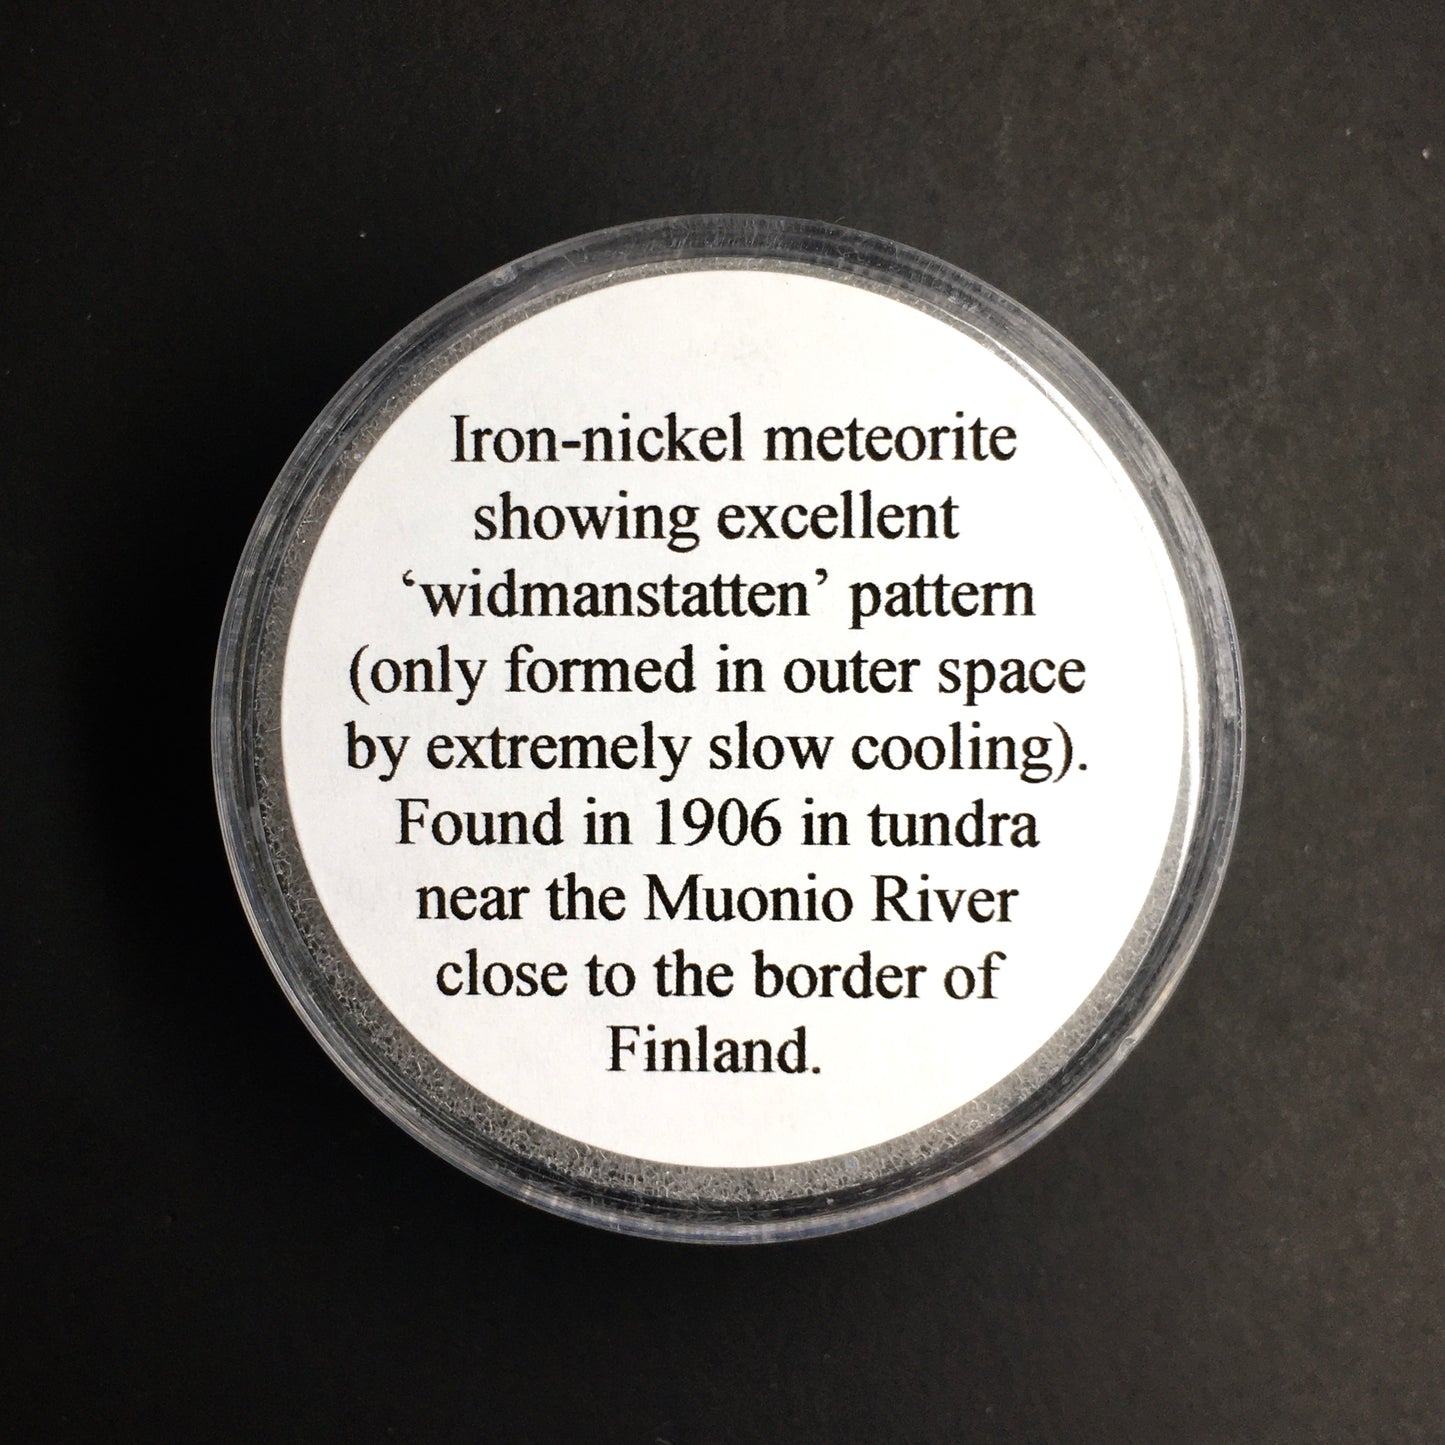 Iron-nickel meteorite
showing excellent
‘widmanstatten’ pattern
(only formed in outer space
by extremely slow cooling).
Found in 1906 in tundra
near the Muonio River
close to the border of
Finland.